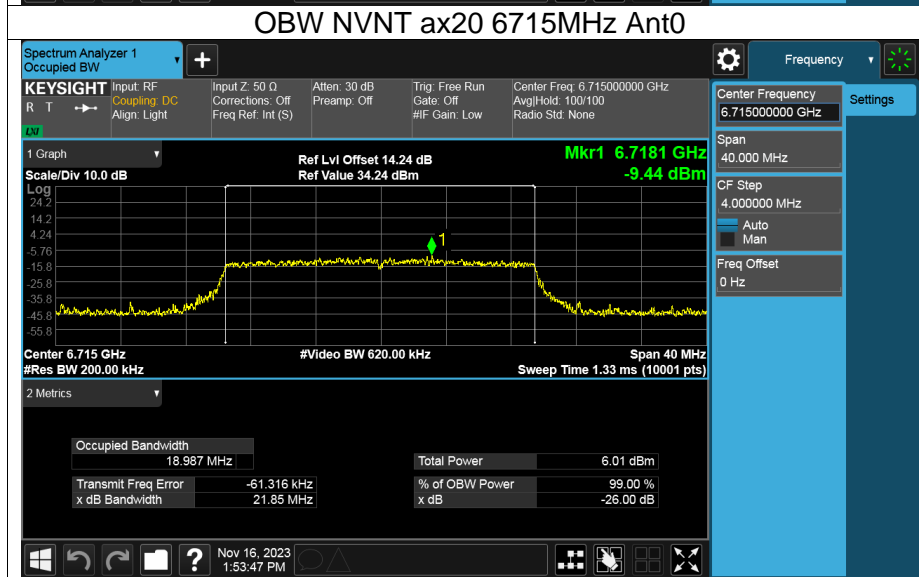 OBW NVNT ax20 6715MHz Ant0
Spectrum Analyzer 1
Occupied BW
+
Frequency
KEYSIGHT
R T
LXI
Input: RF
Coupling: DC
Align: Light
Input Z: 50 Ω
Corrections: Off
Freq Ref: Int (S)
Atten: 30 dB
Preamp: Off
Trig: Free Run
Gate: Off
#IF Gain: Low
Center Freq: 6.715000000 GHz
Avg|Hold: 100/100
Radio Std: None
Center Frequency
6.715000000 GHz
Settings
Span
40.000 MHz
CF Step
4.000000 MHz
Auto
Man
Freq Offset
0 Hz
1 Graph
Ref Lvl Offset 14.24 dB
Mkr1 6.7181 GHz
Scale/Div 10.0 dB
Ref Value 34.24 dBm
-9.44 dBm
Log
24.2
14.2
4.24
-5.76
-15.8
-25.8
-35.8
-45.8
-55.8
1
Center 6.715 GHz
#Video BW 620.00 kHz
Span 40 MHz
#Res BW 200.00 kHz
Sweep Time 1.33 ms (10001 pts)
2 Metrics
Occupied Bandwidth
18.987 MHz
Total Power 6.01 dBm
Transmit Freq Error -61.316 kHz
% of OBW Power 99.00 %
x dB Bandwidth 21.85 MHz
x dB -26.00 dB
?
Nov 16, 2023
1:53:47 PM